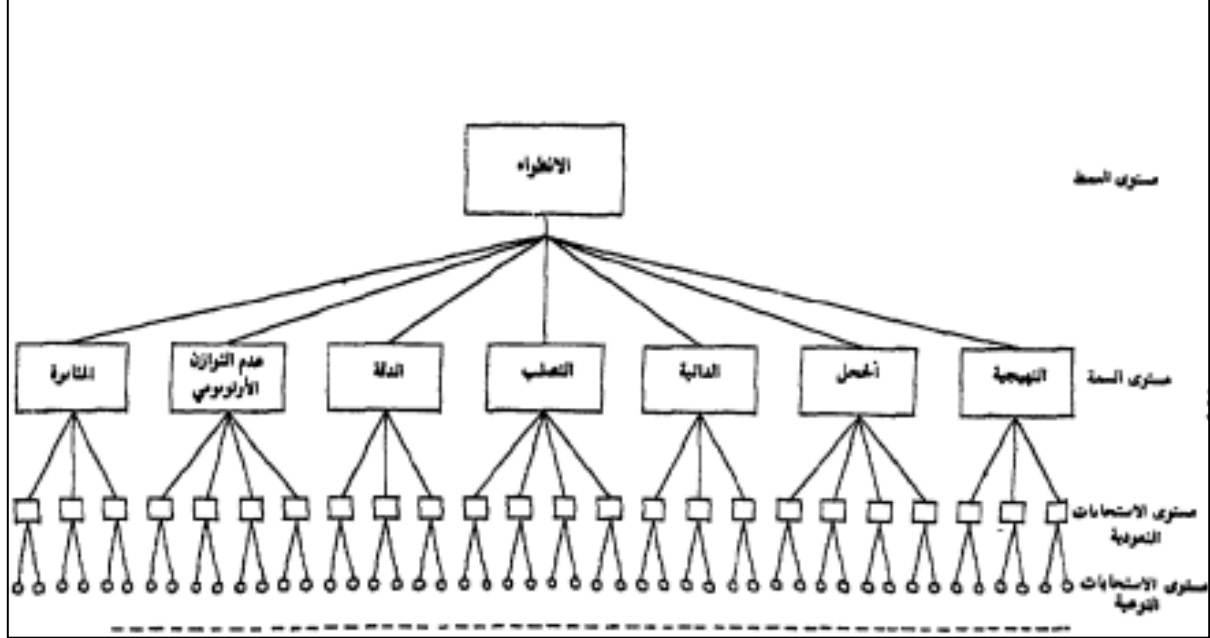 الانطواء
مستوى النمط
التهيجية
الخجل
الذاتية
التصلب
الدقة
عدم التوازن
الأوتونومي
المثابرة
مستوى السمة
مستوى الاستجابات
التعودية
مستوى الاستجابات
النوعية